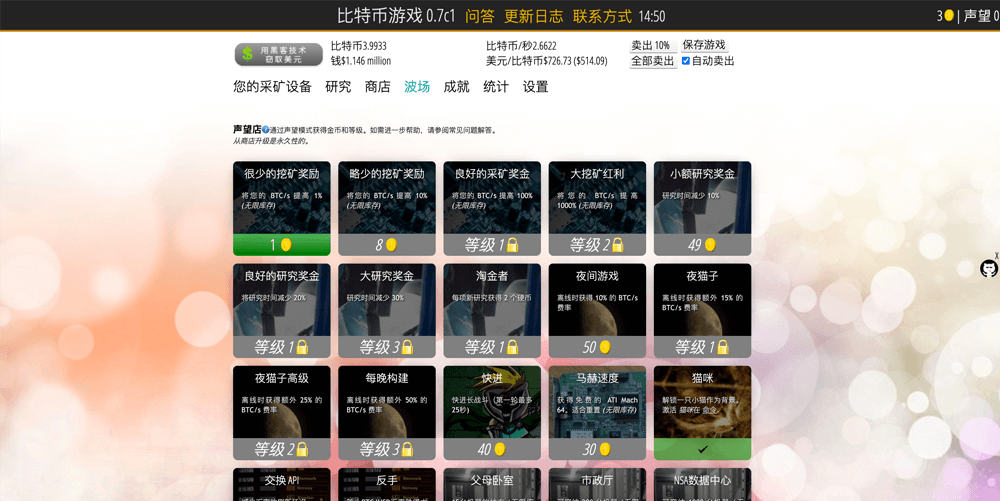 比特币游戏 0.7c1 问答 更新日志 联系方式 14:50
3 | 声望 0
用黑客技术
窃取美元
比特币3.9933
钱$1.146 million
比特币/秒2.6622
美元/比特币$726.73 ($514.09)
卖出 10% 保存游戏
全部卖出 自动卖出
您的采矿设备 研究 商店 波场 成就 统计 设置
声望店 通过声望模式获得金币和等级。如需进一步帮助，请参阅常见问题解答。
从商店升级是永久性的。
很少的挖矿奖励
将您的 BTC/s 提高 1%
(无限库存)
1
略少的挖矿奖励
将您的 BTC/s 提高 10%
(无限库存)
8
良好的采矿奖金
将您的 BTC/s 提高 100%
(无限库存)
等级 1
大挖矿红利
将您的 BTC/s 提高
1000% (无限库存)
等级 2
小额研究奖金
研究时间减少 10%
49
良好的研究奖金
将研究时间减少 20%
等级 1
大研究奖金
研究时间减少 30%
等级 3
淘金者
每项新研究获得 2 个硬币
等级 1
夜间游戏
离线时获得 10% 的 BTC/s
费率
50
夜猫子
离线时获得额外 15% 的
BTC/s 费率
等级 1
夜猫子高级
离线时获得额外 25% 的
BTC/s 费率
等级 2
每晚构建
离线时获得额外 50% 的
BTC/s 费率
等级 3
快进
快进长战斗（第一轮最多
25秒）
40
马赫速度
获得免费的 ATI Mach
64。适合重置 (无限库存)
30
猫咪
解锁一只小猫作为背景。
激活 猫咪在 命令。
交换 API
反手
父母卧室
市政厅
NSA数据中心
X